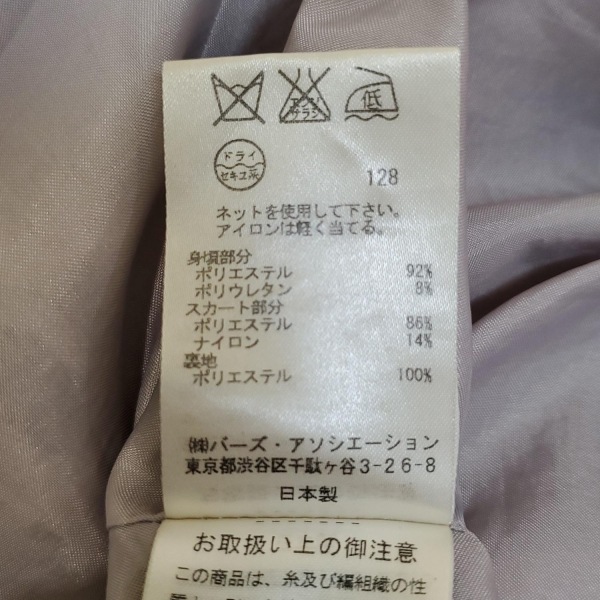 エンソサラシ
低
ドライ
セキユ系
128
ネットを使用して下さい。
アイロンは軽く当てる。
身頃部分
ポリエステル 92%
ポリウレタン 8%
スカート部分
ポリエステル 86%
ナイロン 14%
裏地
ポリエステル 100%
㈱バーズ・アソシエーション
東京都渋谷区千駄ヶ谷3-26-8
日本製
お取扱い上の御注意
この商品は、糸及び編組織の性